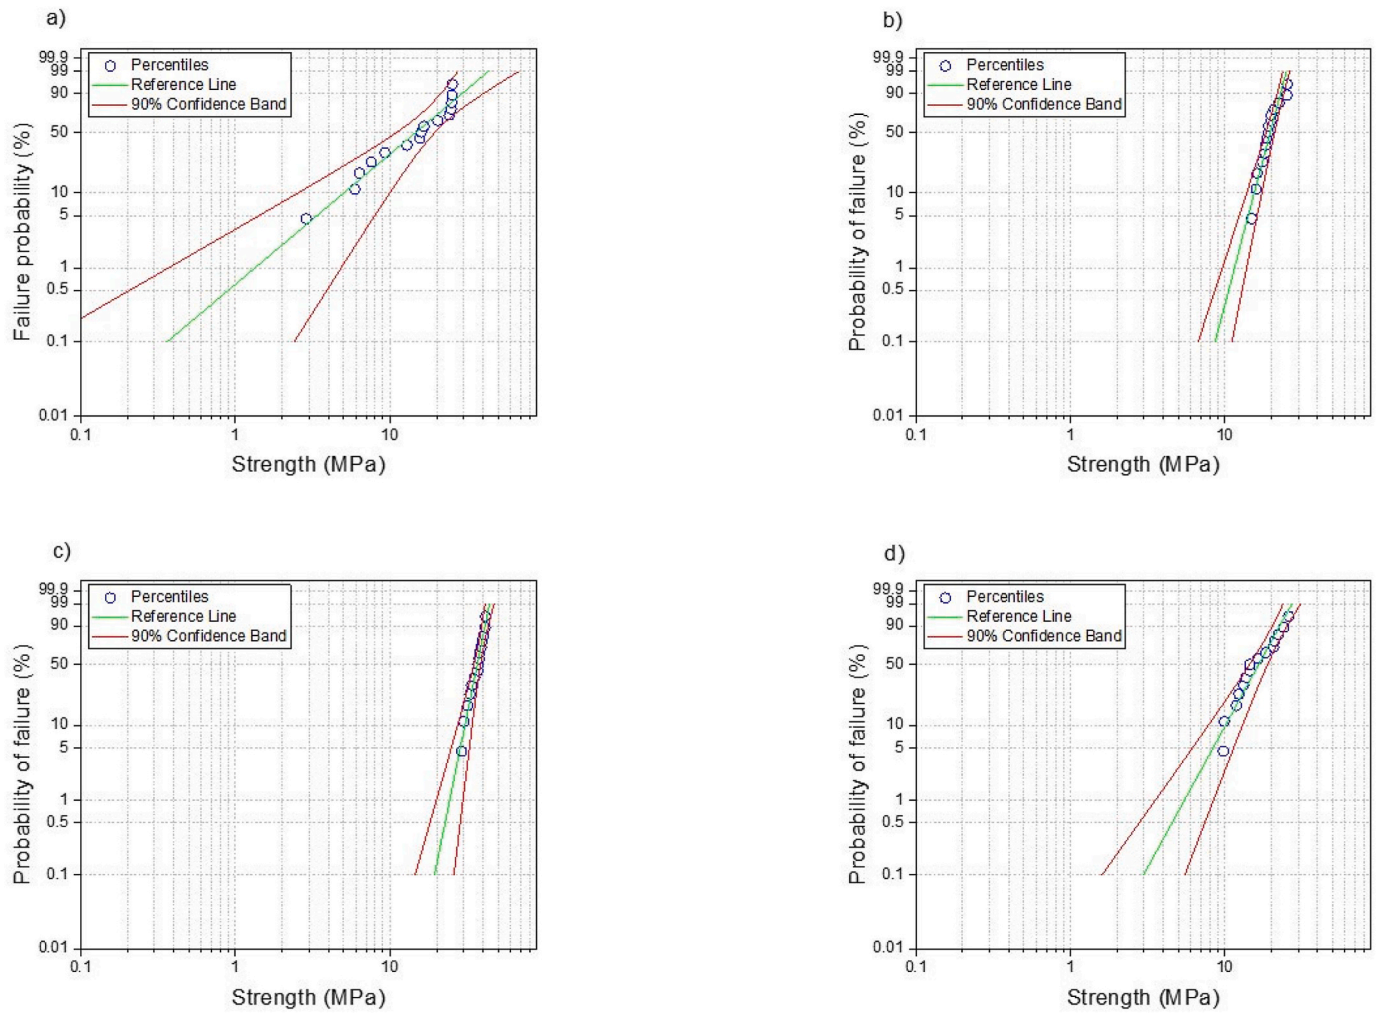 a)
Percentiles
Reference Line
90% Confidence Band
Failure probability (%)
99.9
99
90
50
10
5
1
0.5
0.1
0.01
0.1
1
10
Strength (MPa)
b)
Percentiles
Reference Line
90% Confidence Band
Probability of failure (%)
99.9
99
90
50
10
5
1
0.5
0.1
0.01
0.1
1
10
Strength (MPa)
c)
Percentiles
Reference Line
90% Confidence Band
Probability of failure (%)
99.9
99
90
50
10
5
1
0.5
0.1
0.01
0.1
1
10
Strength (MPa)
d)
Percentiles
Reference Line
90% Confidence Band
Probability of failure (%)
99.9
99
90
50
10
5
1
0.5
0.1
0.01
0.1
1
10
Strength (MPa)